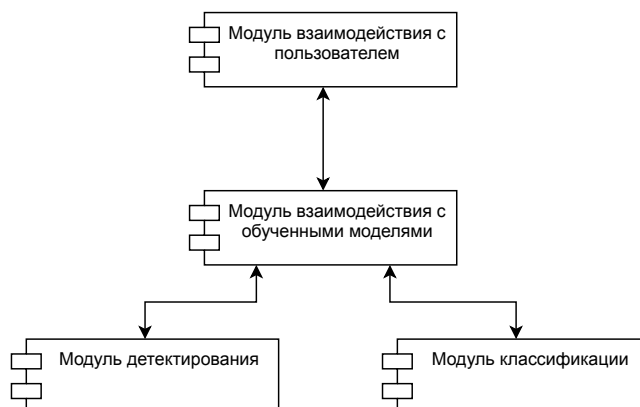 Модуль взаимодействия с
пользователем
Модуль взаимодействия с
обученными моделями
Модуль детектирования
Модуль классификации